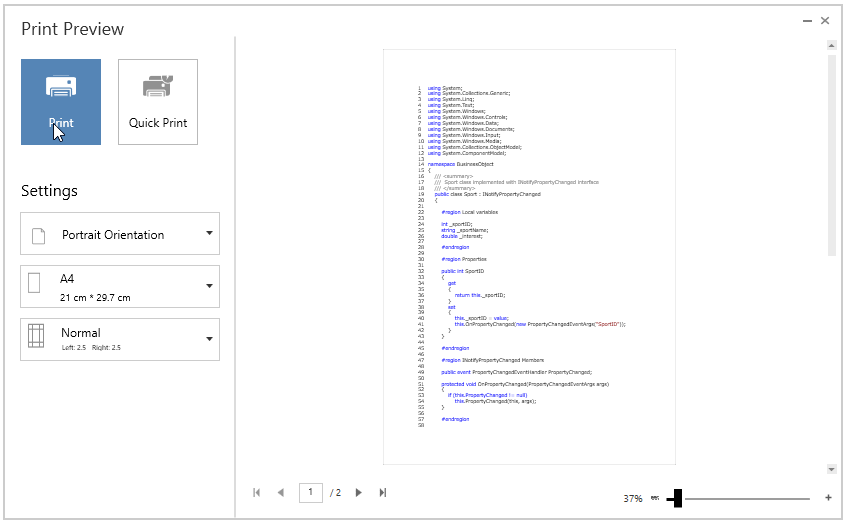 Print Preview
Print
Quick Print
Settings
Portrait Orientation
A4
21 cm * 29.7 cm
Normal
Left: 2.5 Right: 2.5
1 using System;
2 using System.Collections.Generic;
3 using System.Linq;
4 using System.Text;
5 using System.Windows;
6 using System.Windows.Controls;
7 using System.Windows.Data;
8 using System.Windows.Documents;
9 using System.Windows.Input;
10 using System.Windows.Media;
11 using System.Collections.ObjectModel;
12 using System.ComponentModel;
13
14 namespace BusinessObject
15 {
16 /// <summary>
17 /// Sport class implemented with INotifyPropertyChanged interface
18 /// </summary>
19 public class Sport : INotifyPropertyChanged
20 {
21
22 #region Local variables
23
24 int _sportID;
25 string _sportName;
26 double _interest;
27
28 #endregion
29
30 #region Properties
31
32 public int SportID
33 {
34 get
35 {
36 return this._sportID;
37 }
38 set
39 {
40 this._sportID = value;
41 this.OnPropertyChanged(new PropertyChangedEventArgs("SportID"));
42 }
43 }
44
45 #endregion
46
47 #region INotifyPropertyChanged Members
48
49 public event PropertyChangedEventHandler PropertyChanged;
50
51 protected void OnPropertyChanged(PropertyChangedEventArgs args)
52 {
53 if (this.PropertyChanged != null)
54 this.PropertyChanged(this, args);
55 }
56
57 #endregion
58
1 / 2
37%